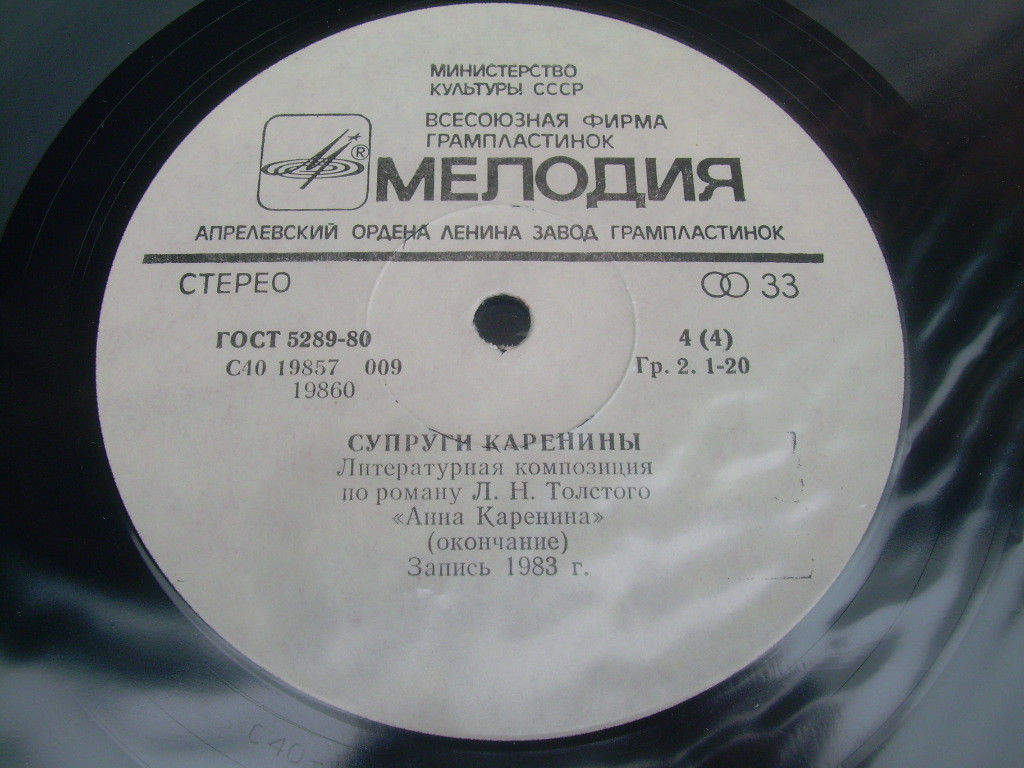 МИНИСТЕРСТВО
КУЛЬТУРЫ СССР
ВСЕСОЮЗНАЯ ФИРМА
ГРАМПЛАСТИНОК
®
МЕЛОДИЯ
АПРЕЛЕВСКИЙ ОРДЕНА ЛЕНИНА ЗАВОД ГРАМПЛАСТИНОК
СТЕРЕО 33
ГОСТ 5289-80 4 (4)
С40 19857 009 Гр. 2. 1-20
19860
СУПРУГИ КАРЕНИНЫ
Литературная композиция
по роману Л. Н. Толстого
«Анна Каренина»
(окончание)
Запись 1983 г.
С40-